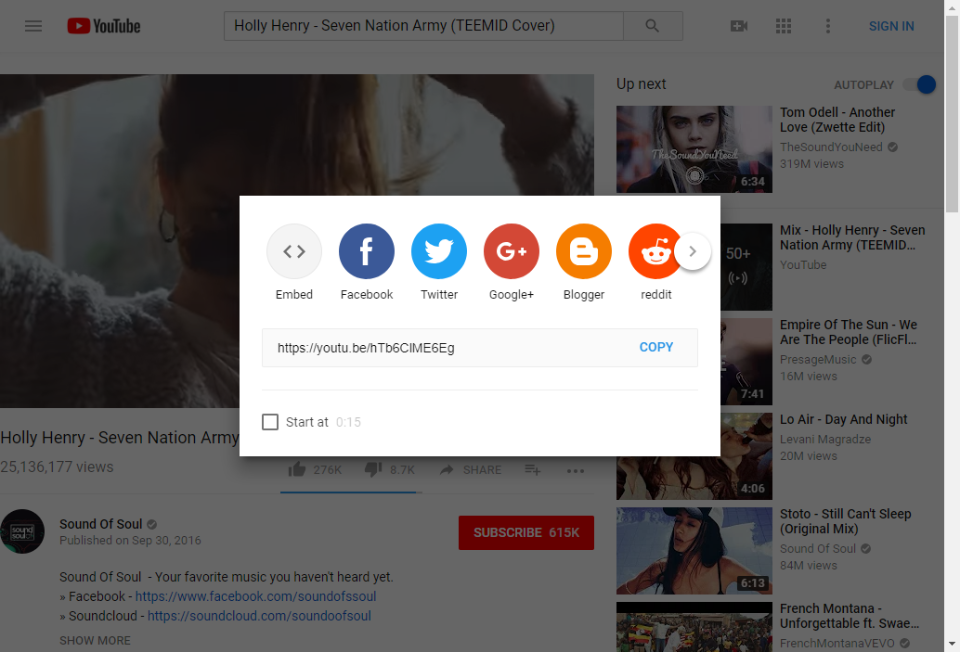 YouTube
Holly Henry - Seven Nation Army (TEEMID Cover)
SIGN IN
Up next
AUTOPLAY
TheSoundYouNeed
6:34
Tom Odell - Another
Love (Zwette Edit)
TheSoundYouNeed
319M views
50+
Mix - Holly Henry - Seven
Nation Army (TEEMID...
YouTube
7:41
Empire Of The Sun - We
Are The People (FlicFl...
PresageMusic
16M views
4:06
Lo Air - Day And Night
Levani Magradze
20M views
6:13
Stoto - Still Can't Sleep
(Original Mix)
Sound Of Soul
84M views
French Montana -
Unforgettable ft. Swae...
FrenchMontanaVEVO
Embed
Facebook
Twitter
Google+
Blogger
reddit
https://youtu.be/hTb6ClME6Eg
COPY
Start at 0:15
Holly Henry - Seven Nation Army
25,136,177 views
276K
8.7K
SHARE
sound of soul
Sound Of Soul
Published on Sep 30, 2016
SUBSCRIBE 615K
Sound Of Soul - Your favorite music you haven't heard yet.
» Facebook - https://www.facebook.com/soundofssoul
» Soundcloud - https://soundcloud.com/soundoofsoul
SHOW MORE